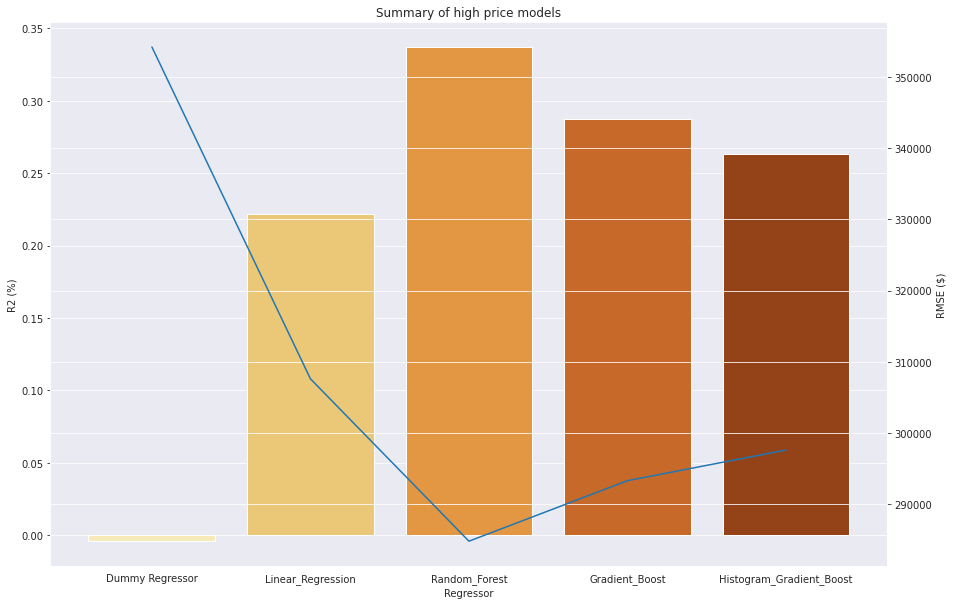 Summary of high price models
0.35
0.30
0.25
0.20
0.15
0.10
0.05
0.00
R2 (%)
350000
340000
330000
320000
310000
300000
290000
RMSE ($)
Dummy Regressor
Linear_Regression
Random_Forest
Gradient_Boost
Histogram_Gradient_Boost
Regressor